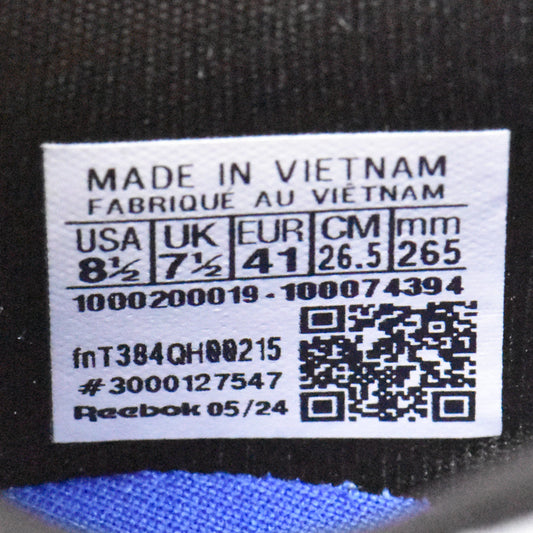 MADE IN VIETNAM
FABRIQUÉ AU VIÊTNAM
USA UK EUR CM mm
8½ 7½ 41 26.5 265
1000200019-100074394
fnT384QH00215
#3000127547
Reebok 05/24